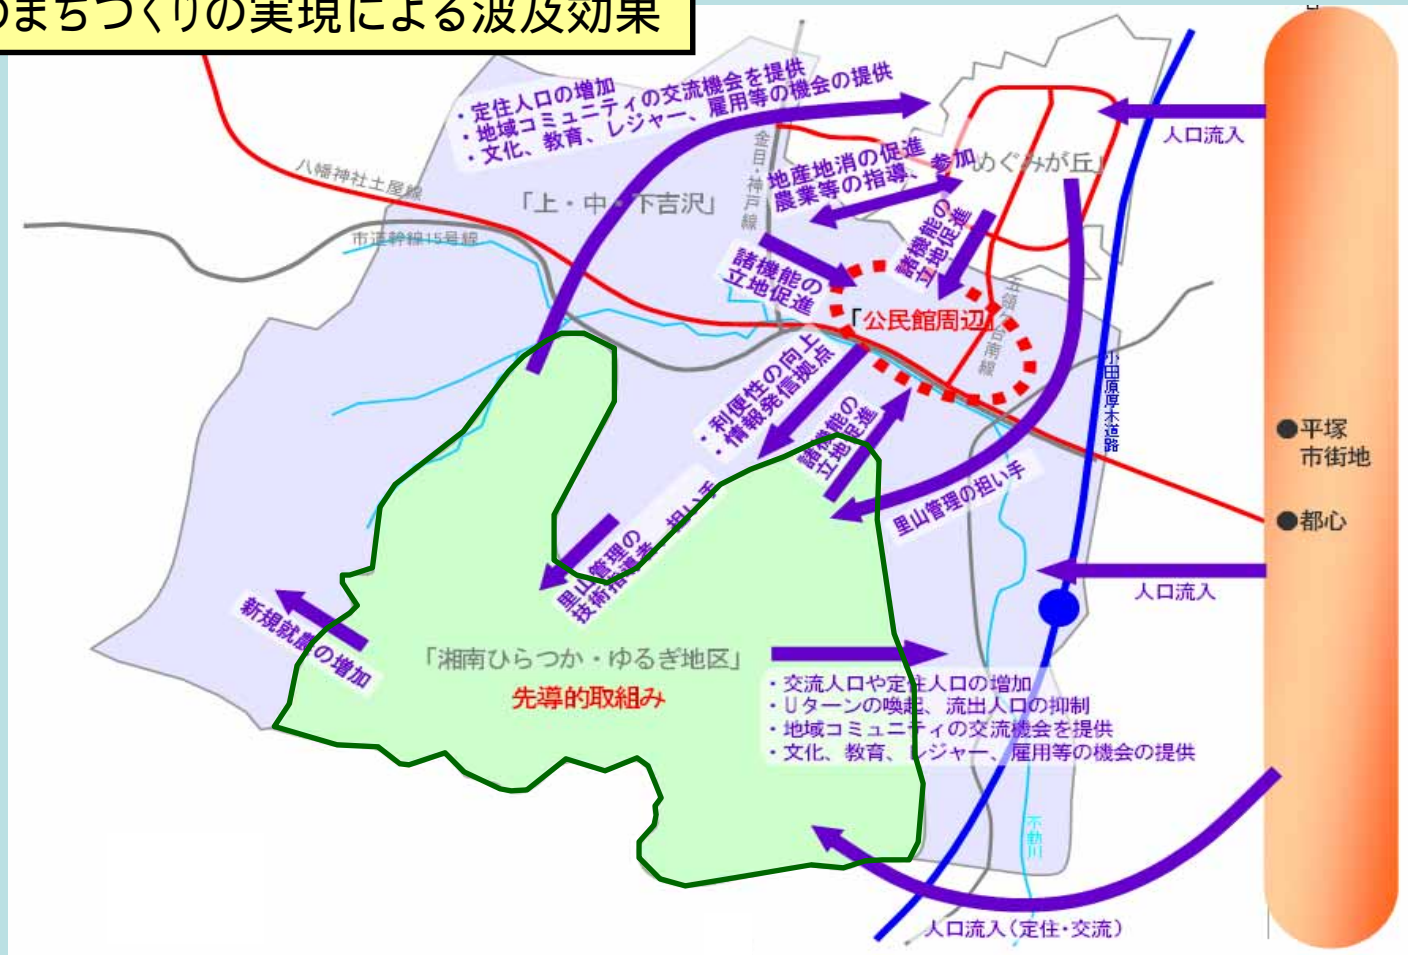 のまちづくりの実現による波及効果
・定住人口の増加
・地域コミュニティの交流機会を提供
・文化、教育、レジャー、雇用等の機会の提供
人口流入
八幡神社土屋線
市道幹線15号線
「上・中・下吉沢」
金目・神戸線
地産地消の促進
農業等の指導、参加
めぐみが丘」
諸機能の
立地促進
諸機能の
立地促進
「公民館周辺」
五領ケ台南線
小田原厚木道路
・利便性の向上
・情報発信拠点
諸機能の
立地促進
里山管理の担い手
●平塚
市街地
●都心
里山管理の
技術指導者、担い手
人口流入
新規就農の増加
「湘南ひらつか・ゆるぎ地区」
先導的取組み
・交流人口や定住人口の増加
・Uターンの喚起、流出人口の抑制
・地域コミュニティの交流機会を提供
・文化、教育、レジャー、雇用等の機会の提供
不動川
人口流入(定住・交流)